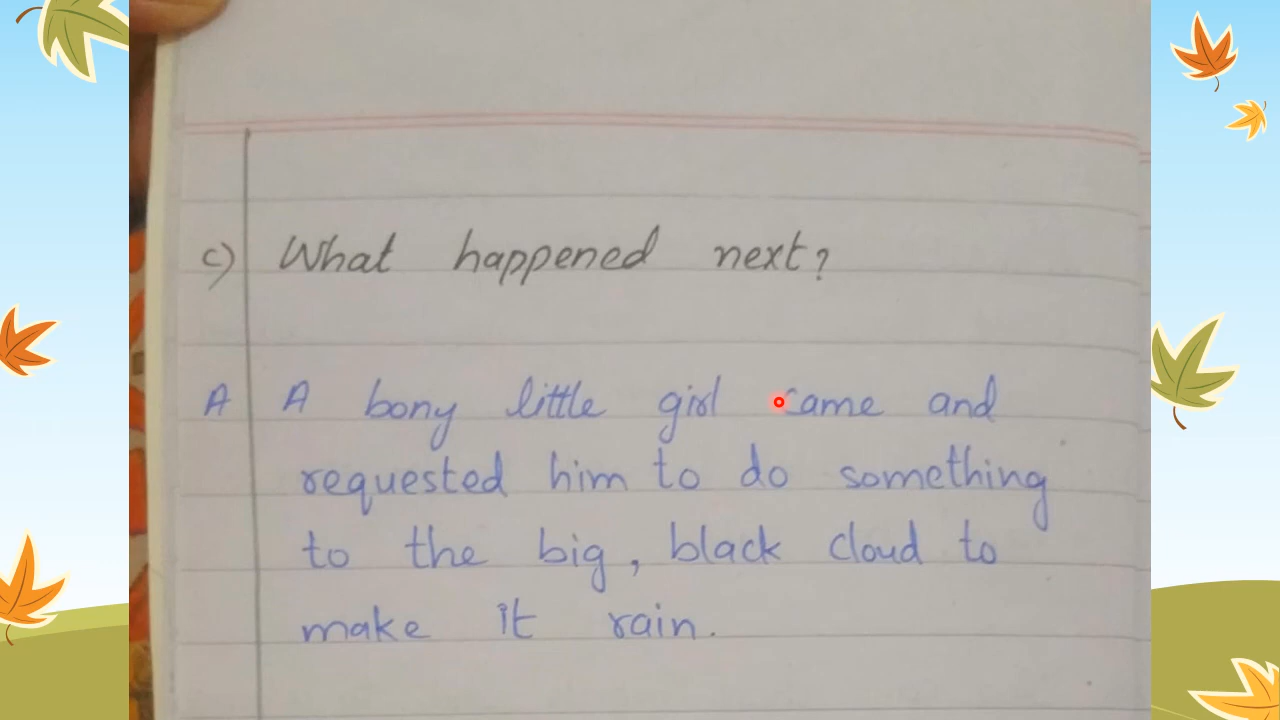 c) What happened next?
A A bony little girl came and
requested him to do something
to the big, black cloud to
make it rain.